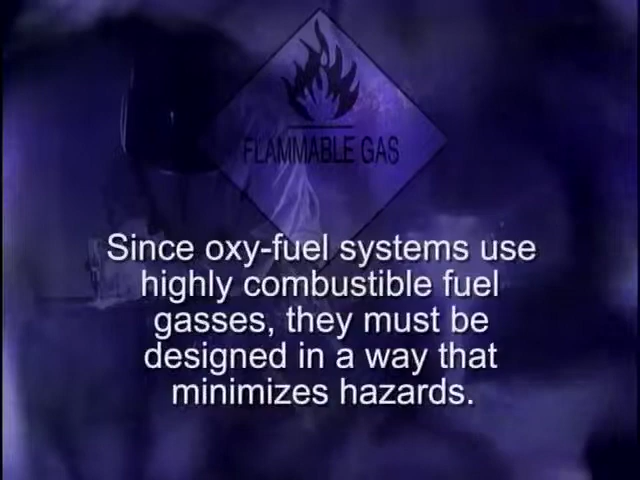 FLAMMABLE GAS
Since oxy-fuel systems use
highly combustible fuel
gasses, they must be
designed in a way that
minimizes hazards.